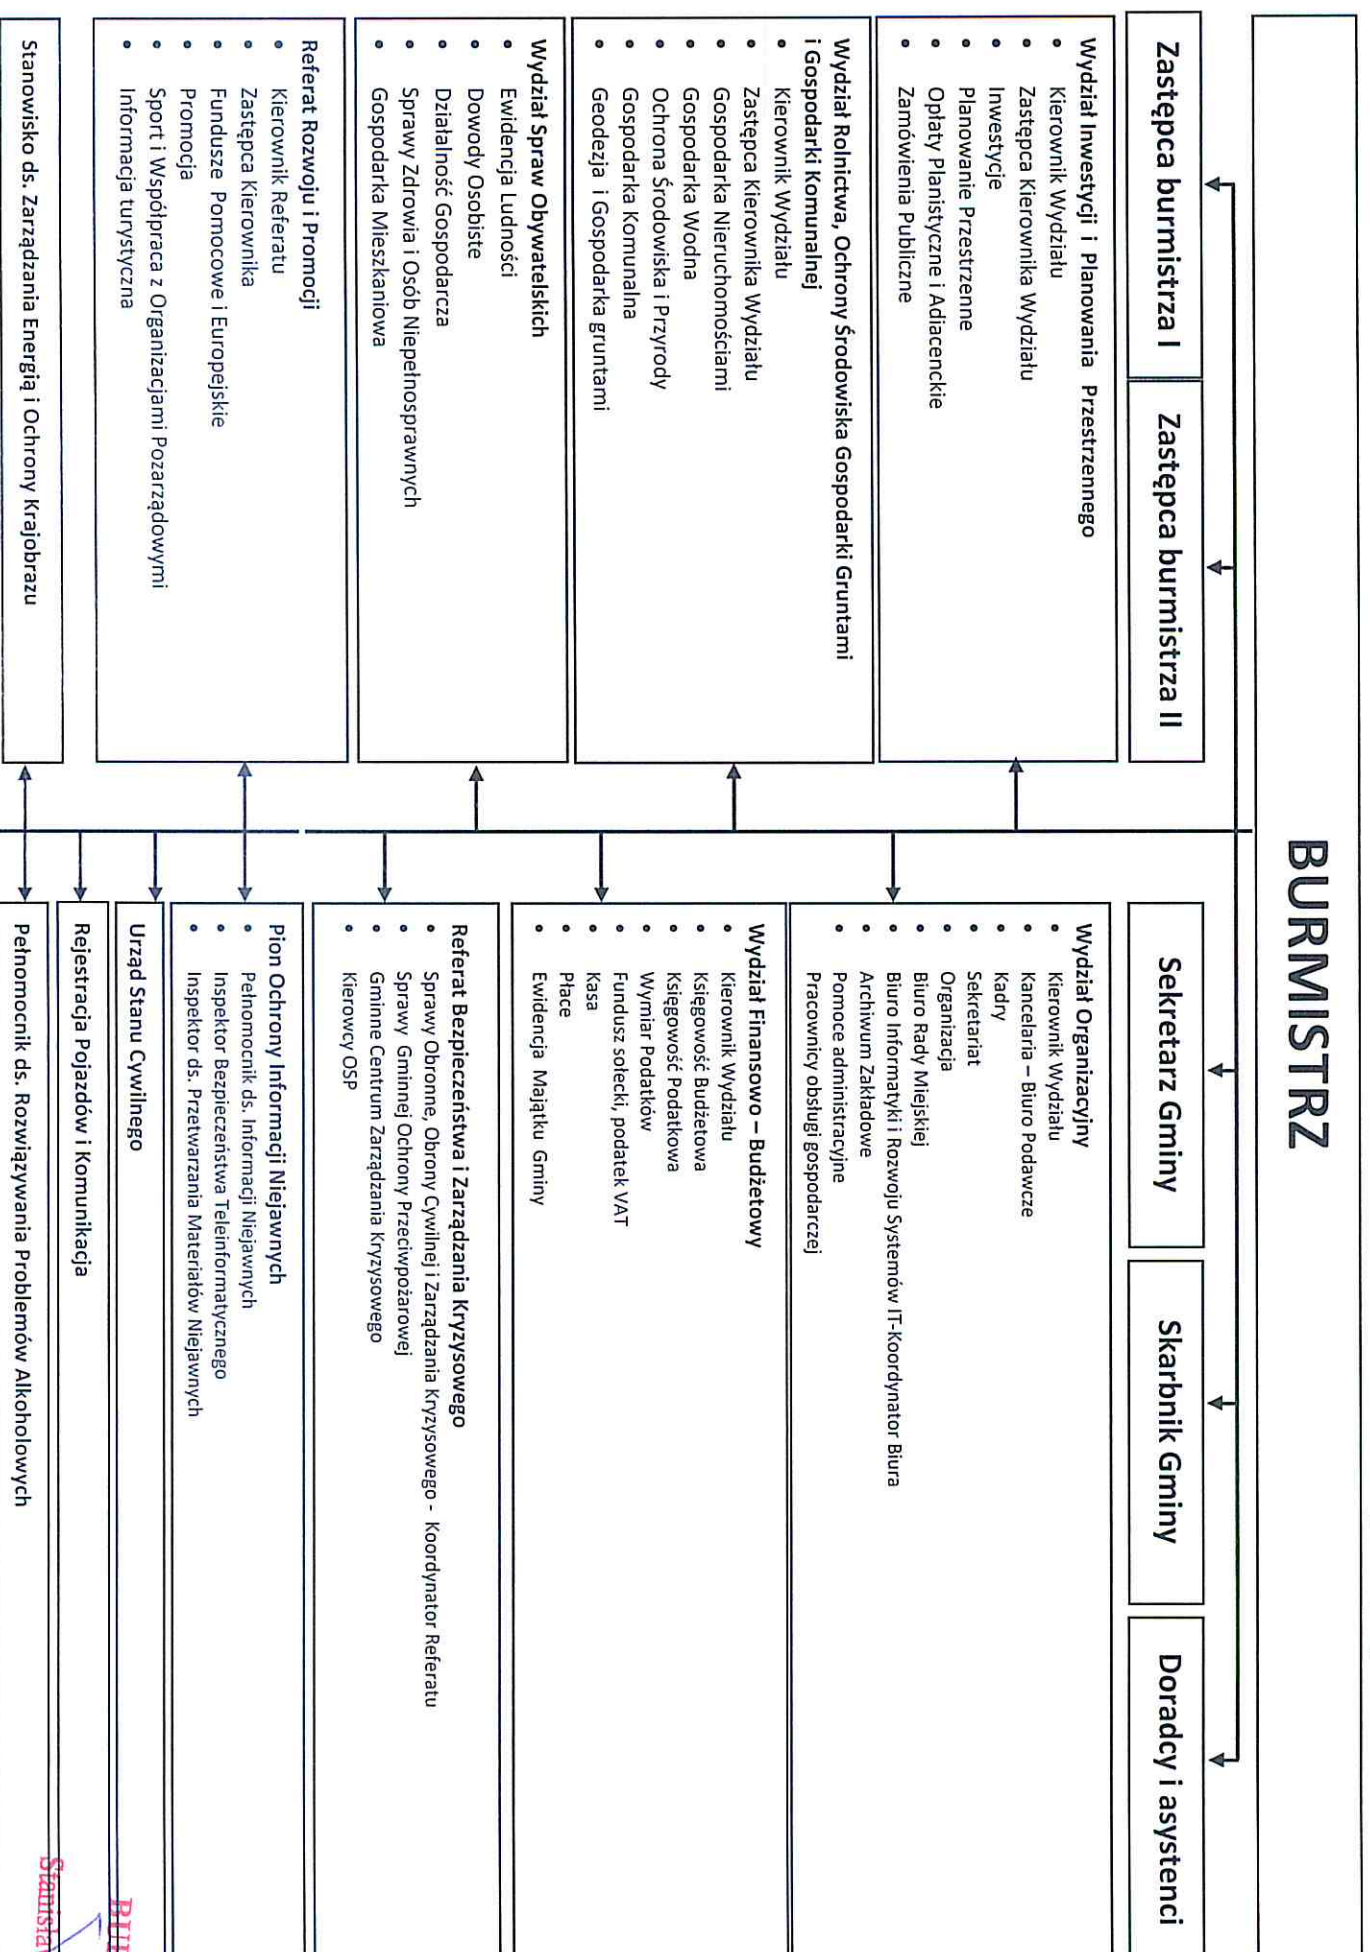 BURMISTRZ
Zastępca burmistrza I
Zastępca burmistrza II
Sekretarz Gminy
Skarbnik Gminy
Doradcy i asystenci
Wydział Inwestycji i Planowania Przestrzennego
• Kierownik Wydziału
• Zastępca Kierownika Wydziału
• Inwestycje
• Planowanie Przestrzenne
• Opłaty Planistyczne i Adiacenckie
• Zamówienia Publiczne
Wydział Rolnictwa, Ochrony Środowiska Gospodarki Gruntami
i Gospodarki Komunalnej
• Kierownik Wydziału
• Zastępca Kierownika Wydziału
• Gospodarka Nieruchomościami
• Gospodarka Wodna
• Ochrona Środowiska i Przyrody
• Gospodarka Komunalna
• Geodezja i Gospodarka gruntami
Wydział Spraw Obywatelskich
• Ewidencja Ludności
• Dowody Osobiste
• Działalność Gospodarcza
• Sprawy Zdrowia i Osób Niepełnosprawnych
• Gospodarka Mieszkaniowa
Referat Rozwoju i Promocji
• Kierownik Referatu
• Zastępca Kierownika
• Fundusze Pomocowe i Europejskie
• Promocja
• Sport i Współpraca z Organizacjami Pozarządowymi
• Informacja turystyczna
Stanowisko ds. Zarządzania Energią i Ochrony Krajobrazu
Wydział Organizacyjny
• Kierownik Wydziału
• Kancelaria – Biuro Podawcze
• Kadry
• Sekretariat
• Organizacja
• Biuro Rady Miejskiej
• Biuro Informatyki i Rozwoju Systemów IT-Koordynator Biura
• Archiwum Zakładowe
• Pomoce administracyjne
• Pracownicy obsługi gospodarczej
Wydział Finansowo – Budżetowy
• Kierownik Wydziału
• Księgowość Budżetowa
• Księgowość Podatkowa
• Wymiar Podatków
• Fundusz sołecki, podatek VAT
• Kasa
• Płace
• Ewidencja Majątku Gminy
Referat Bezpieczeństwa i Zarządzania Kryzysowego
• Sprawy Obronne, Obrony Cywilnej i Zarządzania Kryzysowego - Koordynator Referatu
• Sprawy Gminnej Ochrony Przeciwpożarowej
• Gminne Centrum Zarządzania Kryzysowego
• Kierowcy OSP
Pion Ochrony Informacji Niejawnych
• Pełnomocnik ds. Informacji Niejawnych
• Inspektor Bezpieczeństwa Teleinformatycznego
• Inspektor ds. Przetwarzania Materiałów Niejawnych
Urząd Stanu Cywilnego
Rejestracja Pojazdów i Komunikacja
Pełnomocnik ds. Rozwiązywania Problemów Alkoholowych